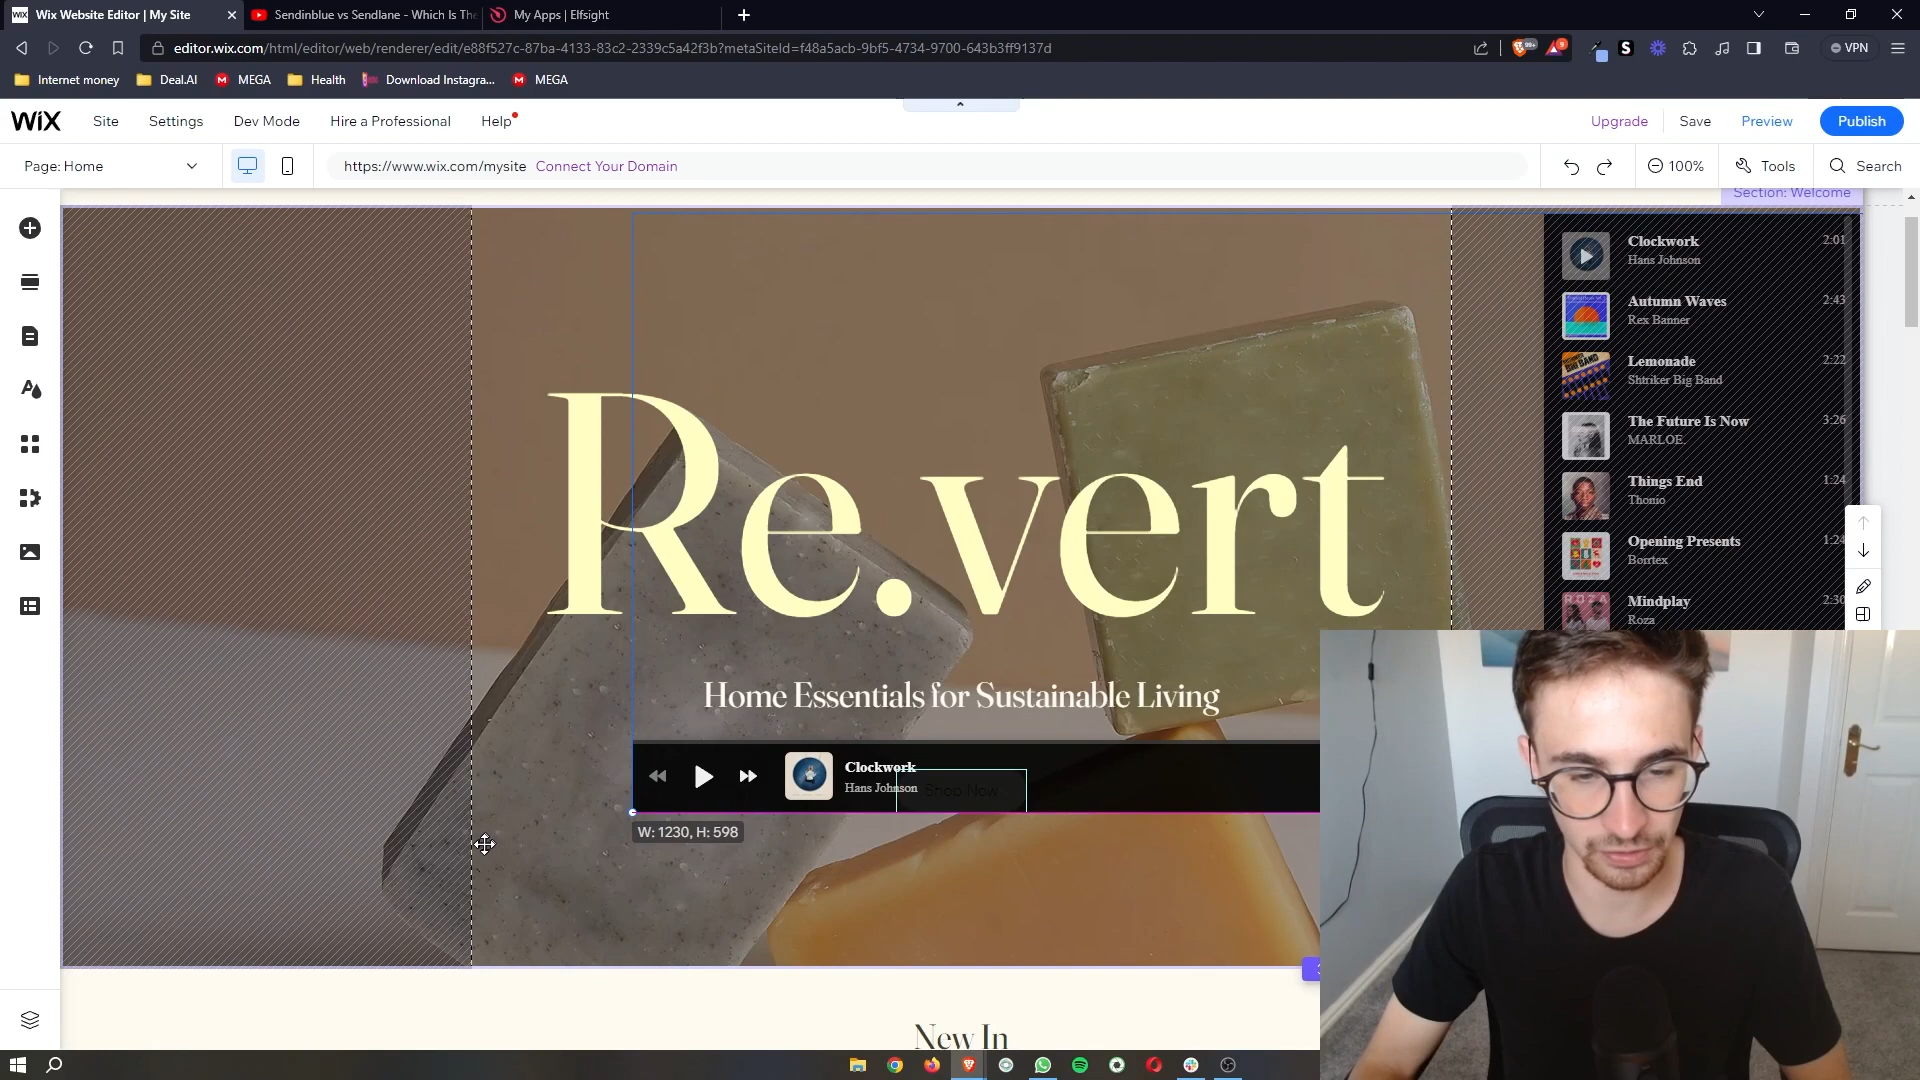 Wix Website Editor | My Site
Sendinblue vs Sendlane - Which Is The
My Apps | Elfsight
editor.wix.com/html/editor/web/renderer/edit/e88f527c-87ba-4133-83c2-2339c5a42f3b?metaSiteId=f48a5acb-9bf5-4734-9700-643b3ff9137d
VPN
Internet money
Deal.AI
MEGA
Health
Download Instagra...
MEGA
WIX
Site
Settings
Dev Mode
Hire a Professional
Help
Upgrade
Save
Preview
Publish
Page: Home
https://www.wix.com/mysite
Connect Your Domain
100%
Tools
Search
Section: Welcome
Clockwork 2:01
Hans Johnson
Autumn Waves 2:43
Rex Banner
Lemonade 2:22
Shtriker Big Band
The Future Is Now 3:26
MARLOE.
Things End 1:24
Thonio
Opening Presents 1:24
Borrtex
Mindplay 2:30
Roza
Re.vert
Home Essentials for Sustainable Living
Clockwork
Hans Johnson
Shop Now
W: 1230, H: 598
New In